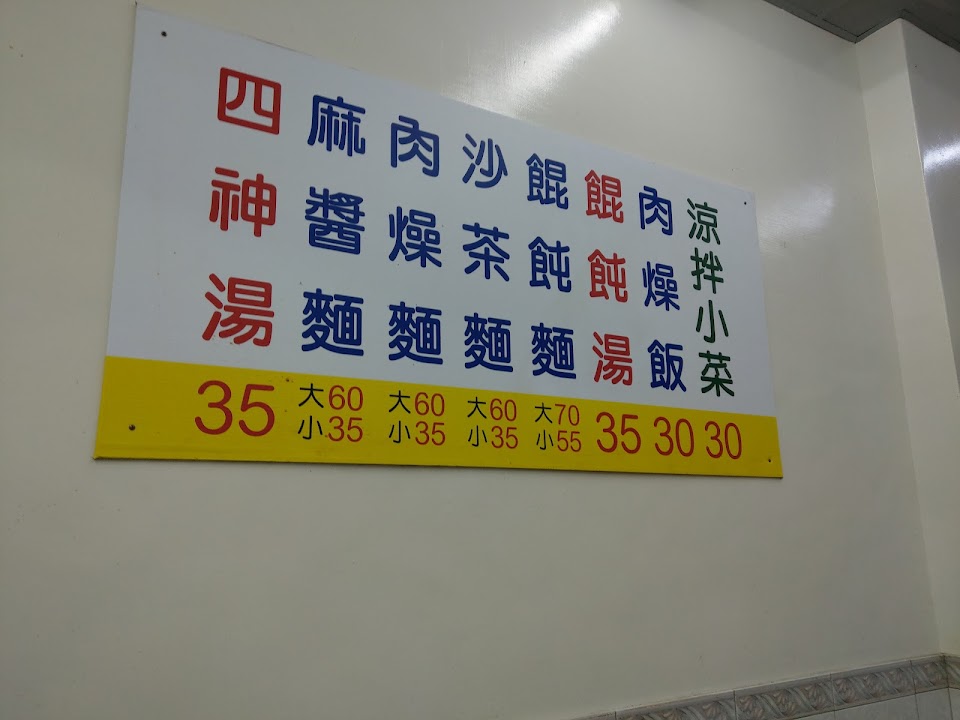 涼拌小菜
30
肉燥飯
30
餛飩湯
35
餛飩麵
大70
小55
沙茶麵
大60
小35
肉燥麵
大60
小35
麻醬麵
大60
小35
四神湯
35